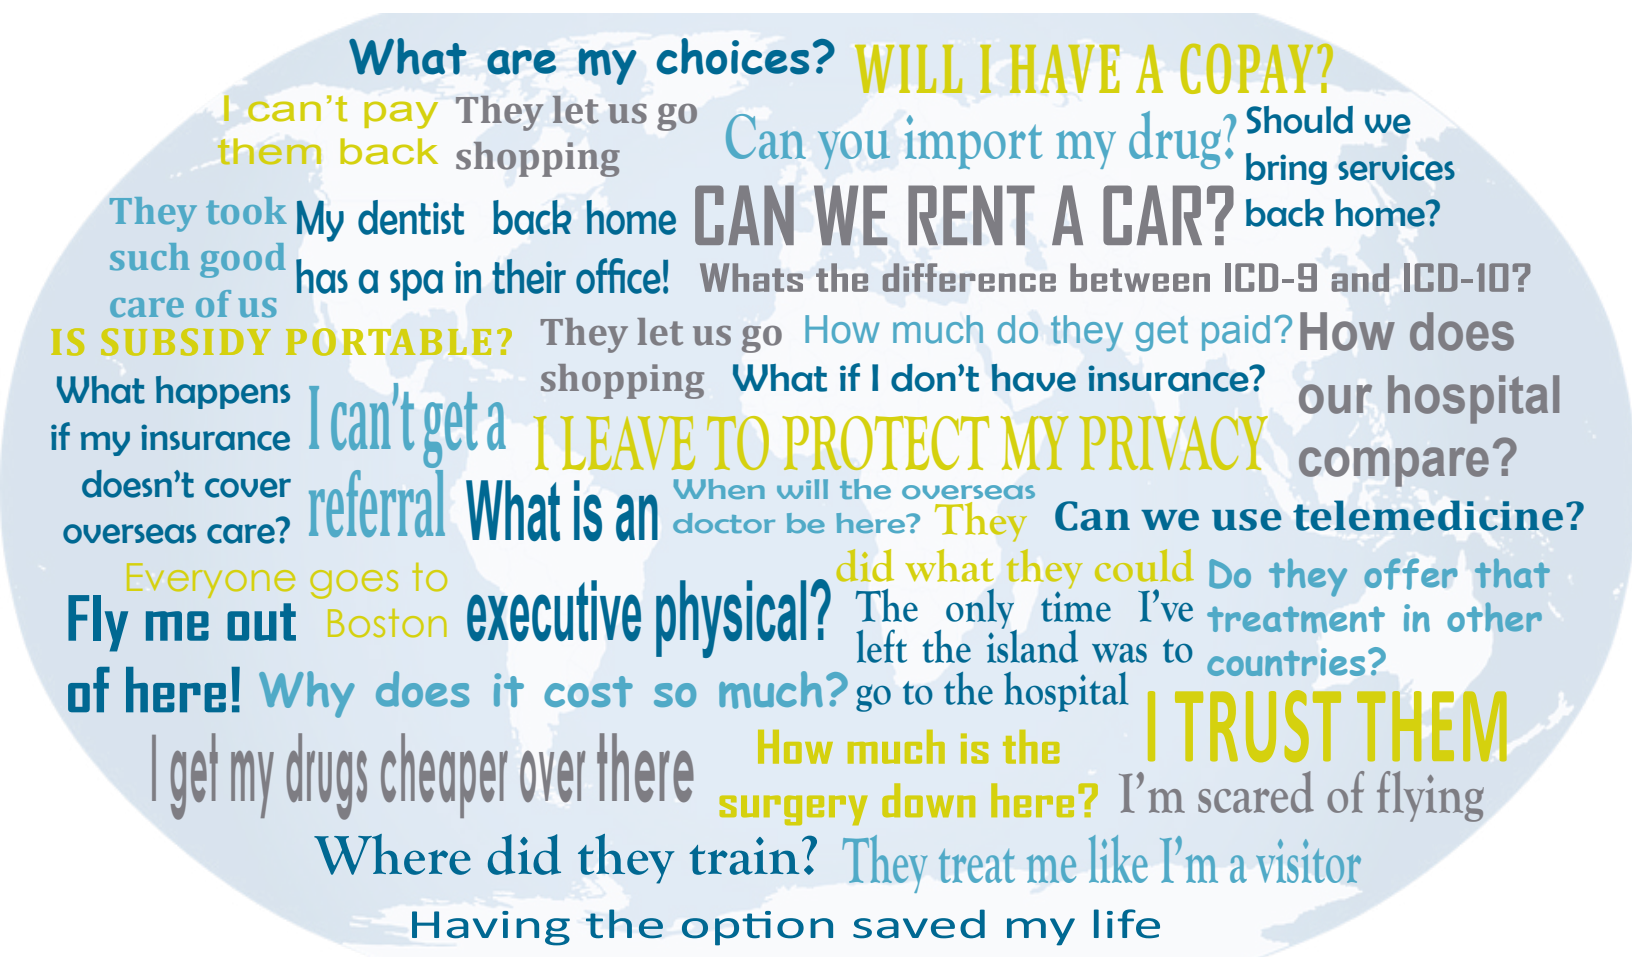 What are my choices?
WILL I HAVE A COPAY?
I can't pay
them back
They let us go
shopping
Can you import my drug?
Should we
bring services
back home?
They took
such good
care of us
My dentist back home
has a spa in their office!
CAN WE RENT A CAR?
Whats the difference between ICD-9 and ICD-10?
IS SUBSIDY PORTABLE?
They let us go
shopping
How much do they get paid?
How does
our hospital
compare?
What if I don't have insurance?
What happens
if my insurance
doesn't cover
overseas care?
I can't get a
referral
I LEAVE TO PROTECT MY PRIVACY
What is an
executive physical?
When will the overseas
doctor be here?
They
did what they could
Can we use telemedicine?
Everyone goes to
Boston
Fly me out
of here!
The only time I've
left the island was to
go to the hospital
Do they offer that
treatment in other
countries?
Why does it cost so much?
I TRUST THEM
I get my drugs cheaper over there
How much is the
surgery down here?
I'm scared of flying
Where did they train?
They treat me like I'm a visitor
Having the option saved my life